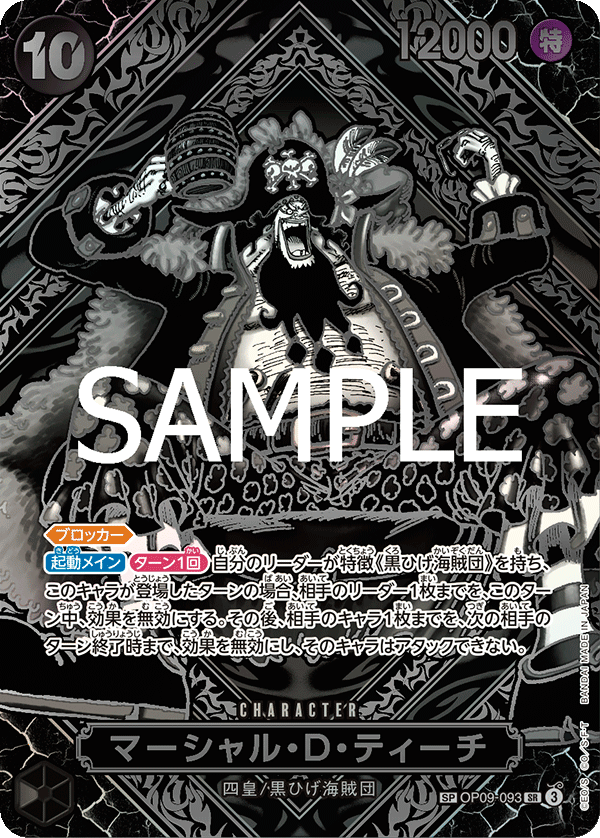 10
12000 特
SAMPLE
ブロッカー
起動メイン ターン1回 自分のリーダーが特徴《黒ひげ海賊団》を持ち、
このキャラが登場したターンの場合、相手のリーダー1枚までを、このター
ン中、効果を無効にする。その後、相手のキャラ1枚までを、次の相手の
ターン終了時まで、効果を無効にし、そのキャラはアタックできない。
CHARACTER
マーシャル・D・ティーチ
四皇/黒ひげ海賊団
SP OP09-093 SR 3
©E.O/S. ©O./S·F·T BANDAI MADE IN JAPAN